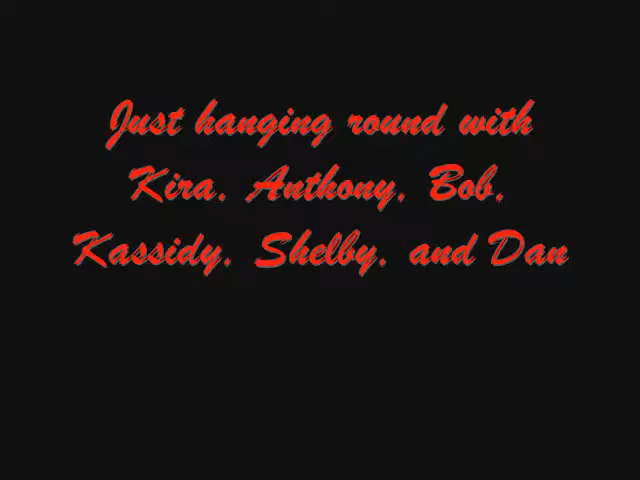 Just hanging round with
Kira, Anthony, Bob,
Kassidy, Shelby, and Dan